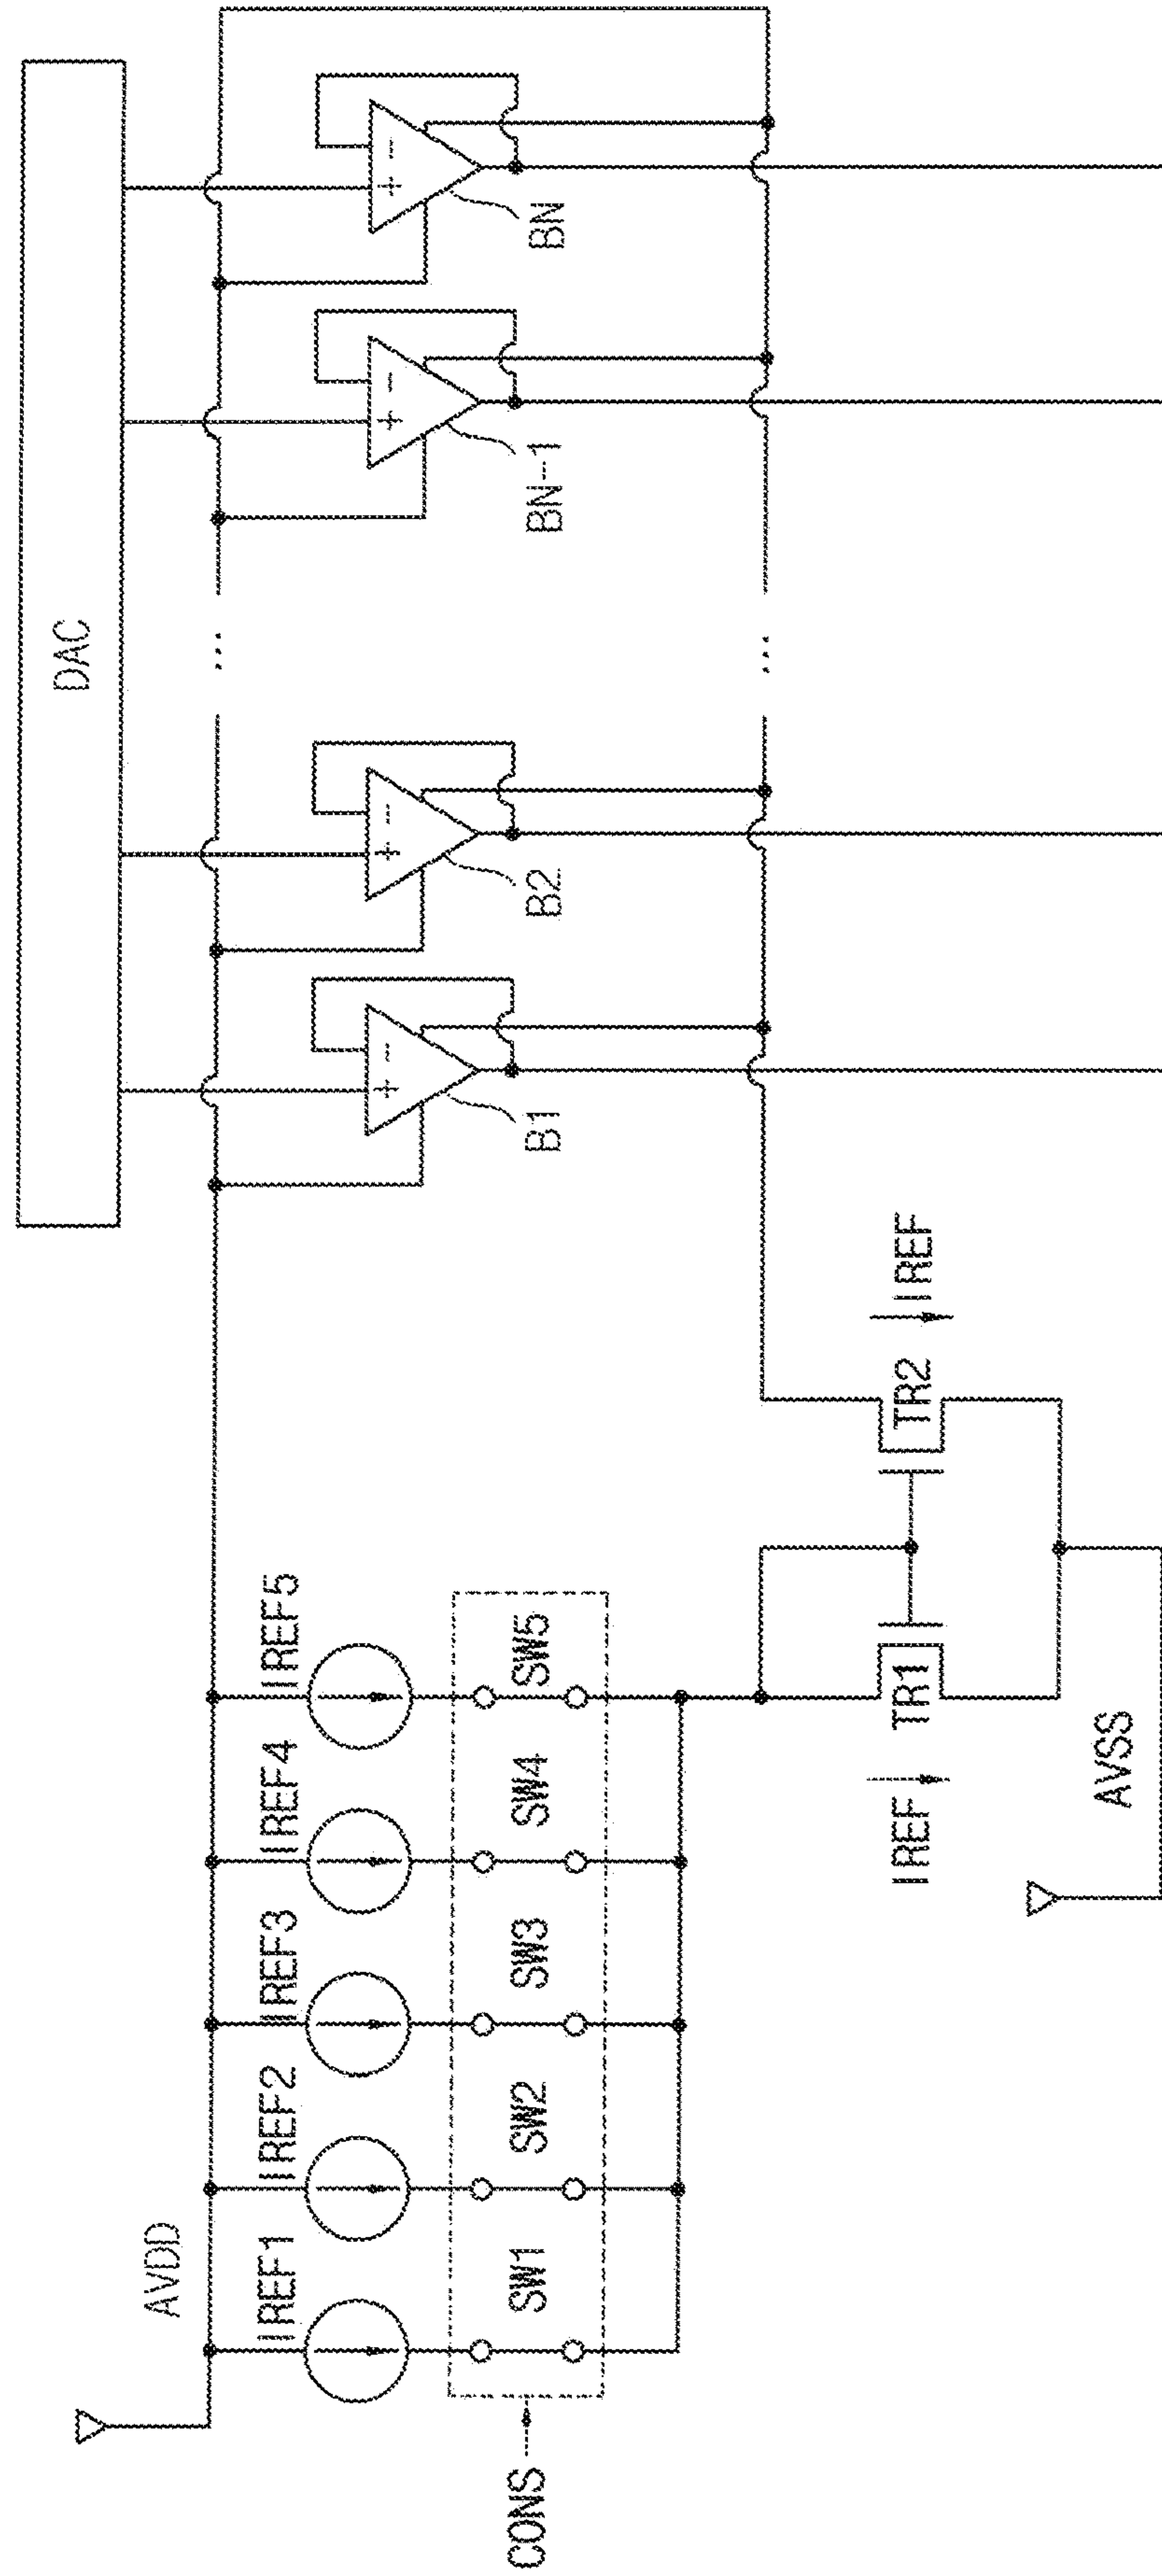 DAC
AVDD
IREF1
IREF2
IREF3
IREF4
IREF5
B1
B2
BN-1
BN
...
...
CONS
SW1
SW2
SW3
SW4
SW5
IREF
TR1
TR2
IREF
AVSS